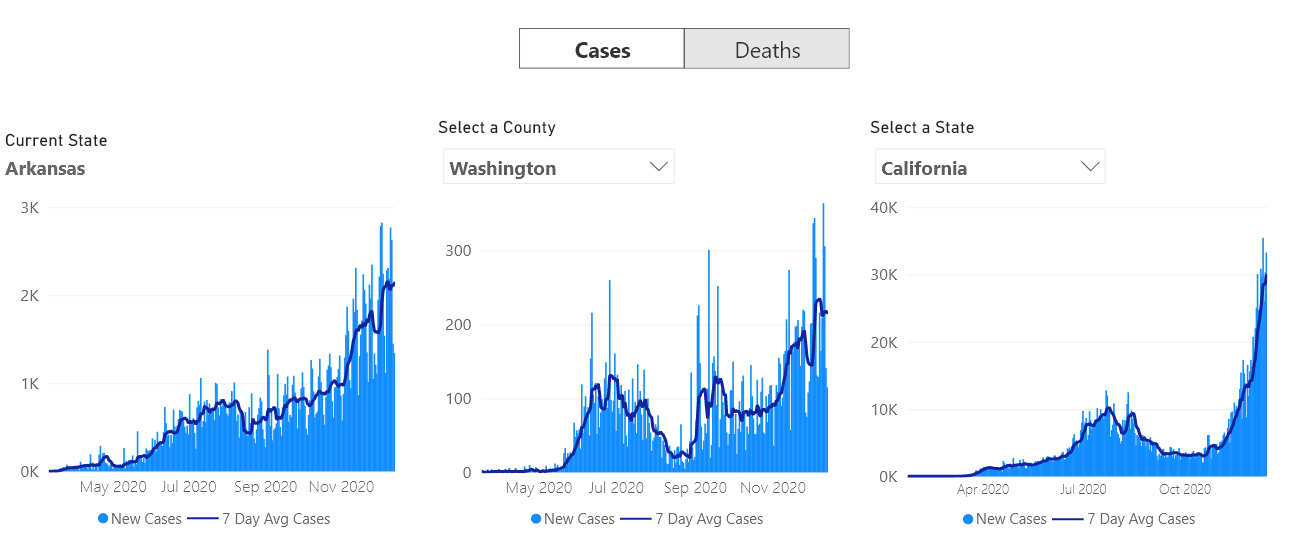 Cases Deaths
Current State
Arkansas
3K
2K
1K
0K
May 2020 Jul 2020 Sep 2020 Nov 2020
New Cases 7 Day Avg Cases
Select a County
Washington
300
200
100
0
May 2020 Jul 2020 Sep 2020 Nov 2020
New Cases 7 Day Avg Cases
Select a State
California
40K
30K
20K
10K
0K
Apr 2020 Jul 2020 Oct 2020
New Cases 7 Day Avg Cases